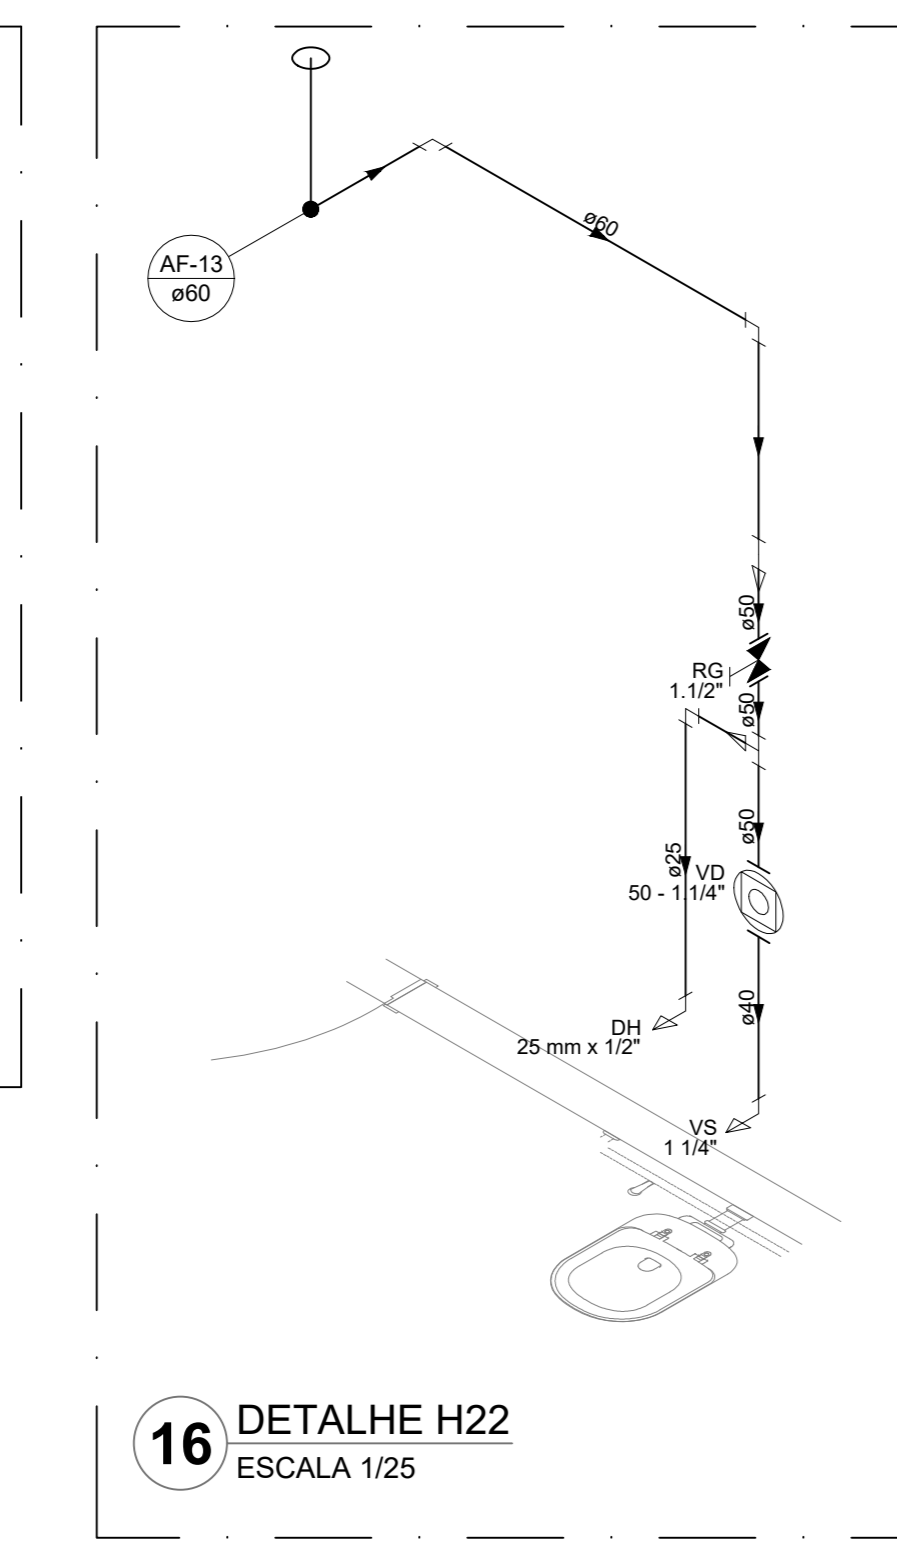 AF-13
ø60
ø60
ø50
RG
1.1/2"
ø50
ø50
ø25
VD
50 - 1.1/4"
ø40
DH
25 mm x 1/2"
VS
1 1/4"
16
DETALHE H22
ESCALA 1/25